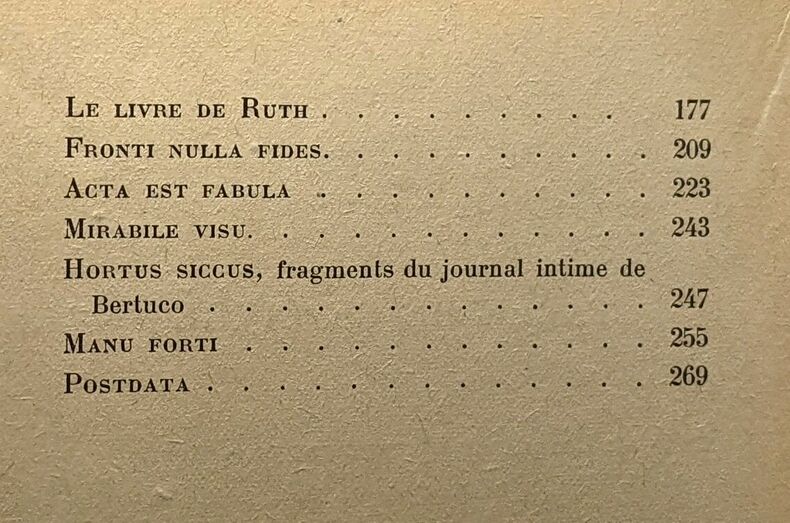 Le livre de Ruth . . . . . . . . . 177
Fronti nulla fides. . . . . . . . . . 209
Acta est fabula . . . . . . . . . . 223
Mirabile visu. . . . . . . . . . . . 243
Hortus siccus, fragments du journal intime de
Bertuco . . . . . . . . . . . . . 247
Manu forti . . . . . . . . . . . . 255
Postdata . . . . . . . . . . . . . 269